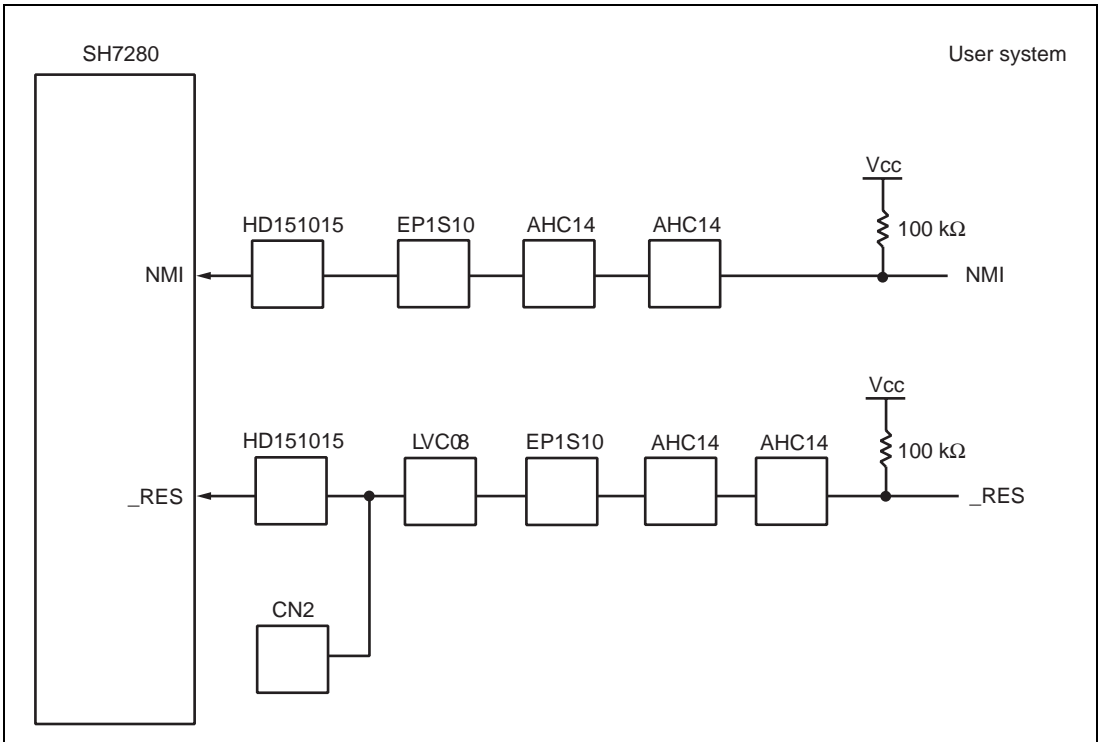 SH7280
User system
Vcc
100 kΩ
HD151015
EP1S10
AHC14
AHC14
NMI
NMI
Vcc
100 kΩ
HD151015
LVC08
EP1S10
AHC14
AHC14
_RES
_RES
CN2